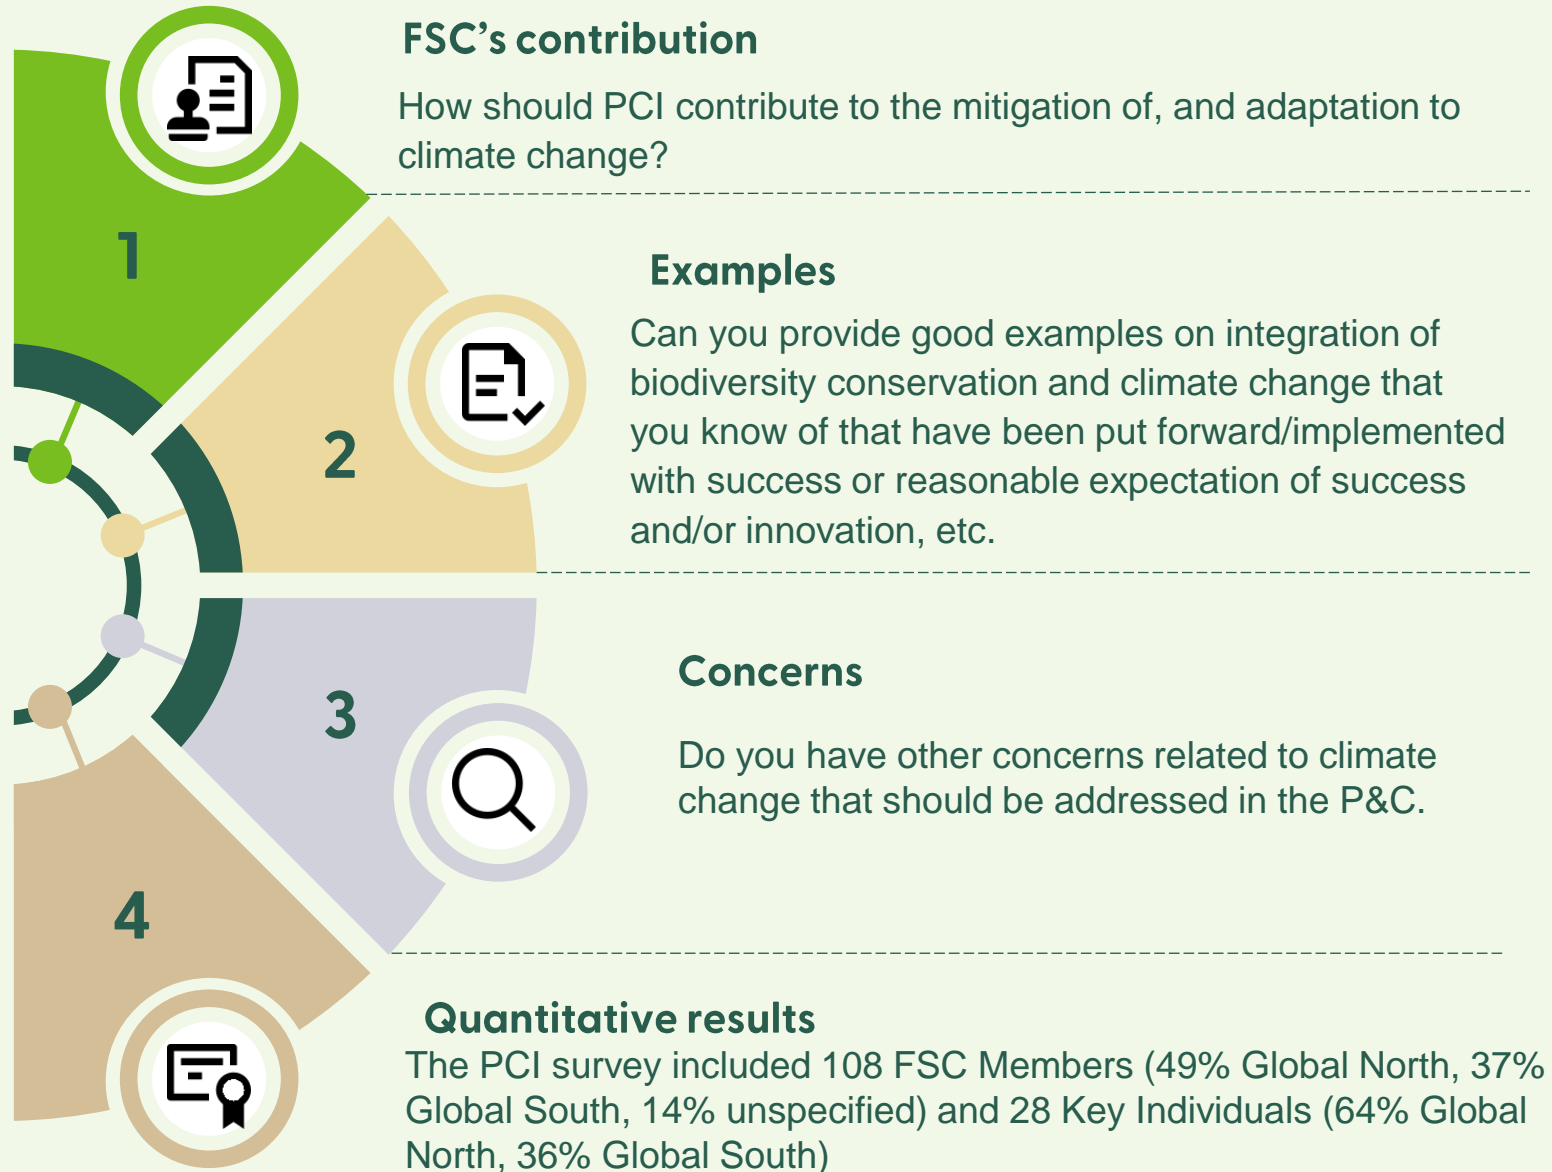 FSC's contribution
How should PCI contribute to the mitigation of, and adaptation to
climate change?
1
Examples
Can you provide good examples on integration of
biodiversity conservation and climate change that
you know of that have been put forward/implemented
with success or reasonable expectation of success
and/or innovation, etc.
2
Concerns
Do you have other concerns related to climate
change that should be addressed in the P&C.
3
4
Quantitative results
The PCI survey included 108 FSC Members (49% Global North, 37%
Global South, 14% unspecified) and 28 Key Individuals (64% Global
North, 36% Global South)